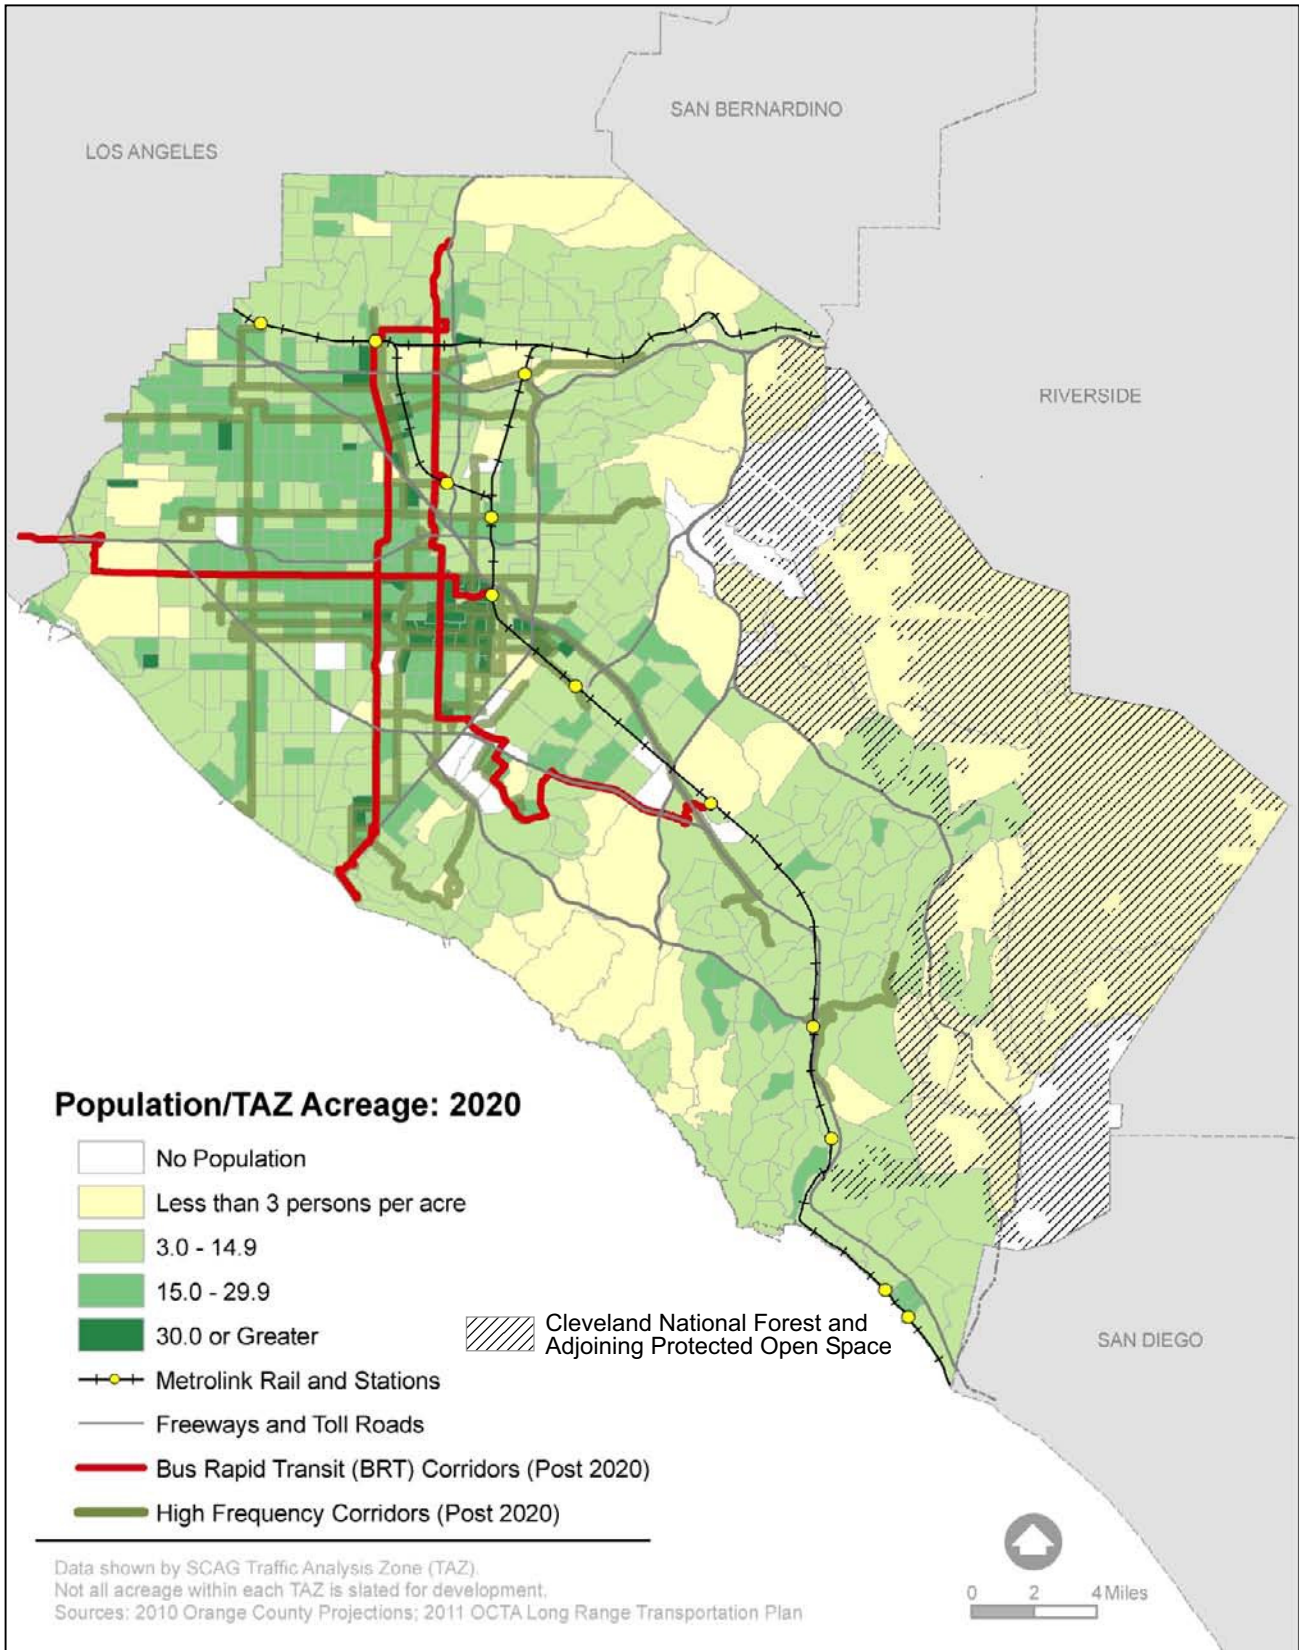 SAN BERNARDINO
LOS ANGELES
RIVERSIDE
Population/TAZ Acreage: 2020
No Population
Less than 3 persons per acre
3.0 - 14.9
15.0 - 29.9
30.0 or Greater
Cleveland National Forest and
Adjoining Protected Open Space
SAN DIEGO
Metrolink Rail and Stations
Freeways and Toll Roads
Bus Rapid Transit (BRT) Corridors (Post 2020)
High Frequency Corridors (Post 2020)
Data shown by SCAG Traffic Analysis Zone (TAZ).
Not all acreage within each TAZ is slated for development.
Sources: 2010 Orange County Projections; 2011 OCTA Long Range Transportation Plan
0 2 4 Miles